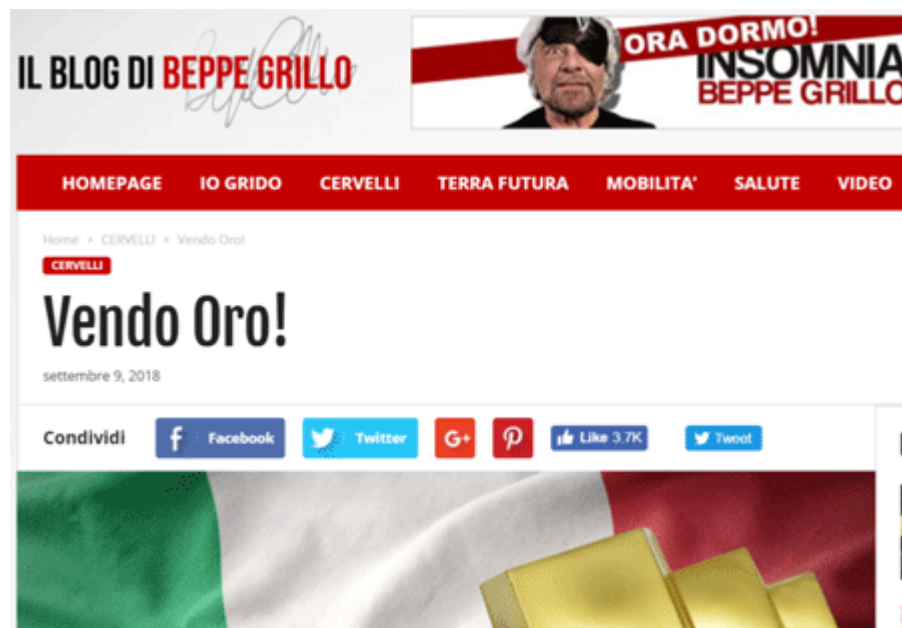 IL BLOG DI BEPPE GRILLO
ORA DORMO!
INSOMNIA
BEPPE GRILLO
HOMEPAGE IO GRIDO CERVELLI TERRA FUTURA MOBILITA' SALUTE VIDEO
Home > CERVELLI > Vendo Oro!
CERVELLI
Vendo Oro!
settembre 9, 2018
Condividi Facebook Twitter G+ Like 3.7K Tweet